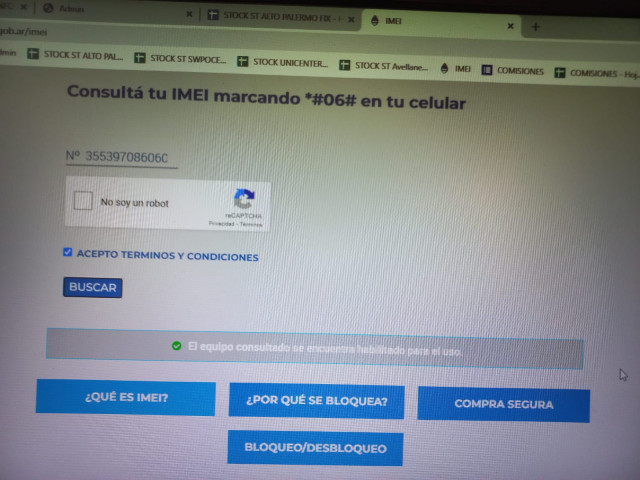 Admin
STOCK ST ALTO PALERMO FIX -
IMEI
gob.ar/imei
dmin
STOCK ST ALTO PAL...
STOCK ST SWPOCE...
STOCK UNICENTER...
STOCK ST Avellane...
IMEI
COMISIONES
COMISIONES - Hoj...
Consultá tu IMEI marcando *#06# en tu celular
Nº 35539708606C
No soy un robot
reCAPTCHA
Privacidad - Términos
ACEPTO TERMINOS Y CONDICIONES
BUSCAR
El equipo consultado se encuentra habilitado para el uso.
¿QUÉ ES IMEI?
¿POR QUÉ SE BLOQUEA?
COMPRA SEGURA
BLOQUEO/DESBLOQUEO